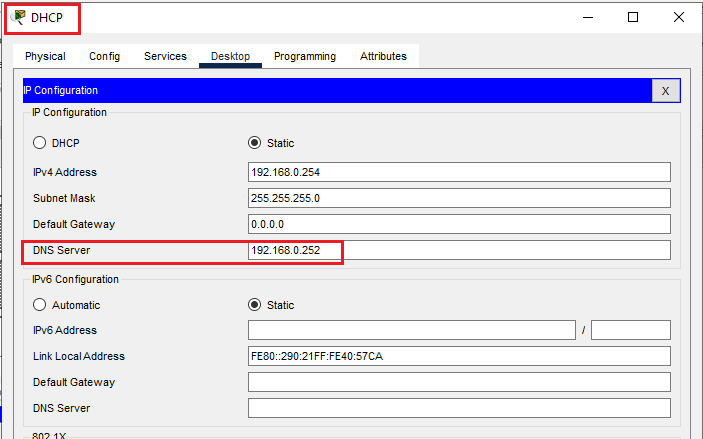 DHCP
Physical Config Services Desktop Programming Attributes
IP Configuration X
IP Configuration
DHCP Static
IPv4 Address 192.168.0.254
Subnet Mask 255.255.255.0
Default Gateway 0.0.0.0
DNS Server 192.168.0.252
IPv6 Configuration
Automatic Static
IPv6 Address /
Link Local Address FE80::290:21FF:FE40:57CA
Default Gateway
DNS Server
802.1X